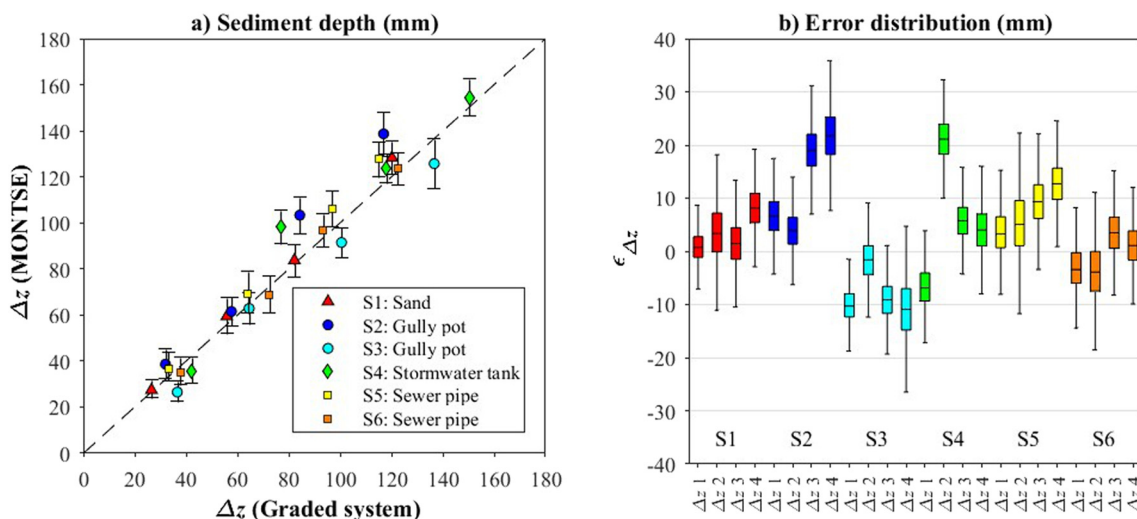 a) Sediment depth (mm)
180
160
140
120
100
80
60
40
20
0
0 20 40 60 80 100 120 140 160 180
Δz (MONTSE)
Δz (Graded system)
S1: Sand
S2: Gully pot
S3: Gully pot
S4: Stormwater tank
S5: Sewer pipe
S6: Sewer pipe
b) Error distribution (mm)
40
30
20
10
0
-10
-20
-30
-40
ϵ Δz
S1 S2 S3 S4 S5 S6
Δz 1
Δz 2
Δz 3
Δz 4
Δz 1
Δz 2
Δz 3
Δz 4
Δz 1
Δz 2
Δz 3
Δz 4
Δz 1
Δz 2
Δz 3
Δz 4
Δz 1
Δz 2
Δz 3
Δz 4
Δz 1
Δz 2
Δz 3
Δz 4